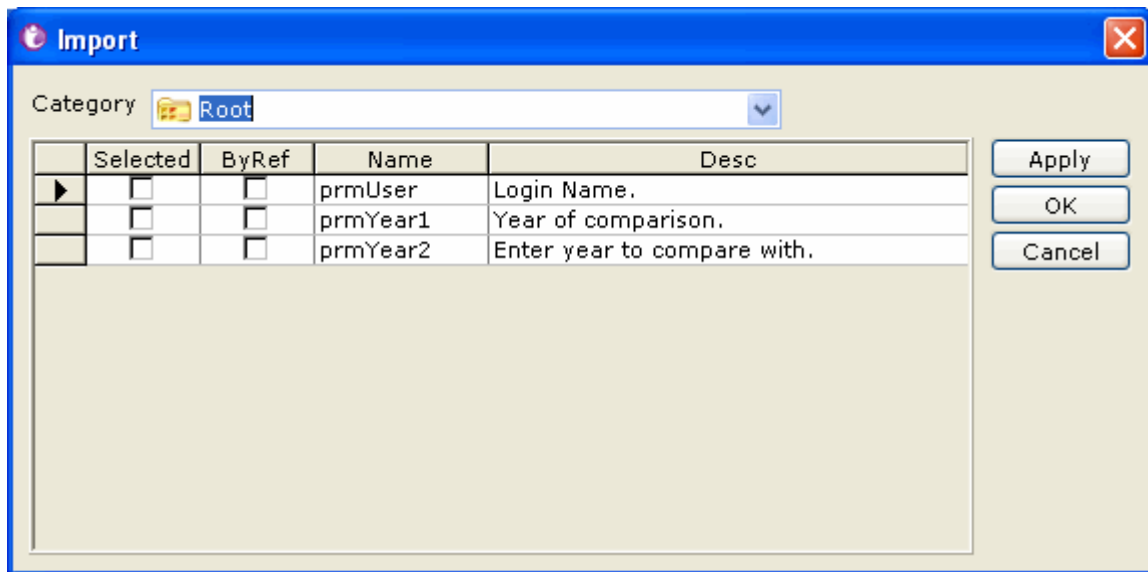 Import
Category Root
Selected ByRef Name Desc
prmUser Login Name.
prmYear1 Year of comparison.
prmYear2 Enter year to compare with.
Apply
OK
Cancel